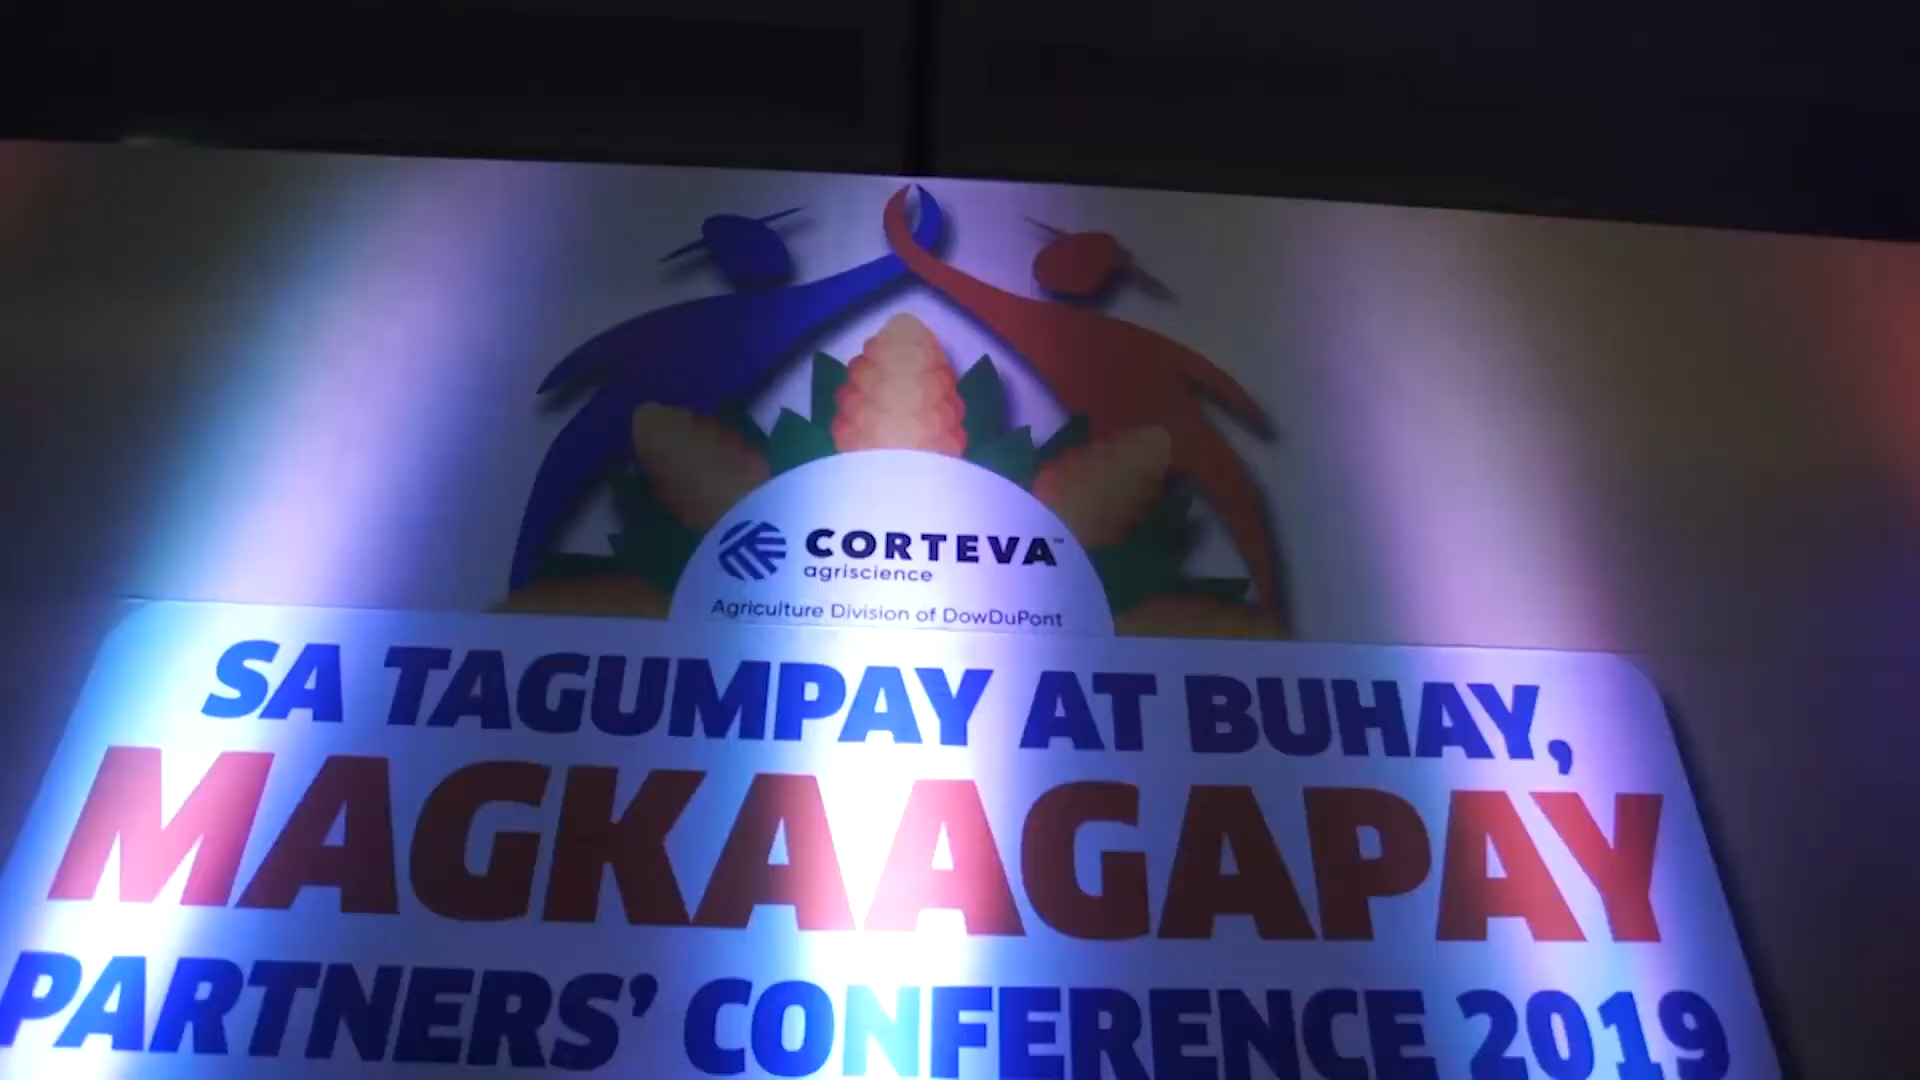 CORTEVA™
agriscience
Agriculture Division of DowDuPont
SA TAGUMPAY AT BUHAY,
MAGKAAGAPAY
PARTNERS’ CONFERENCE 2019